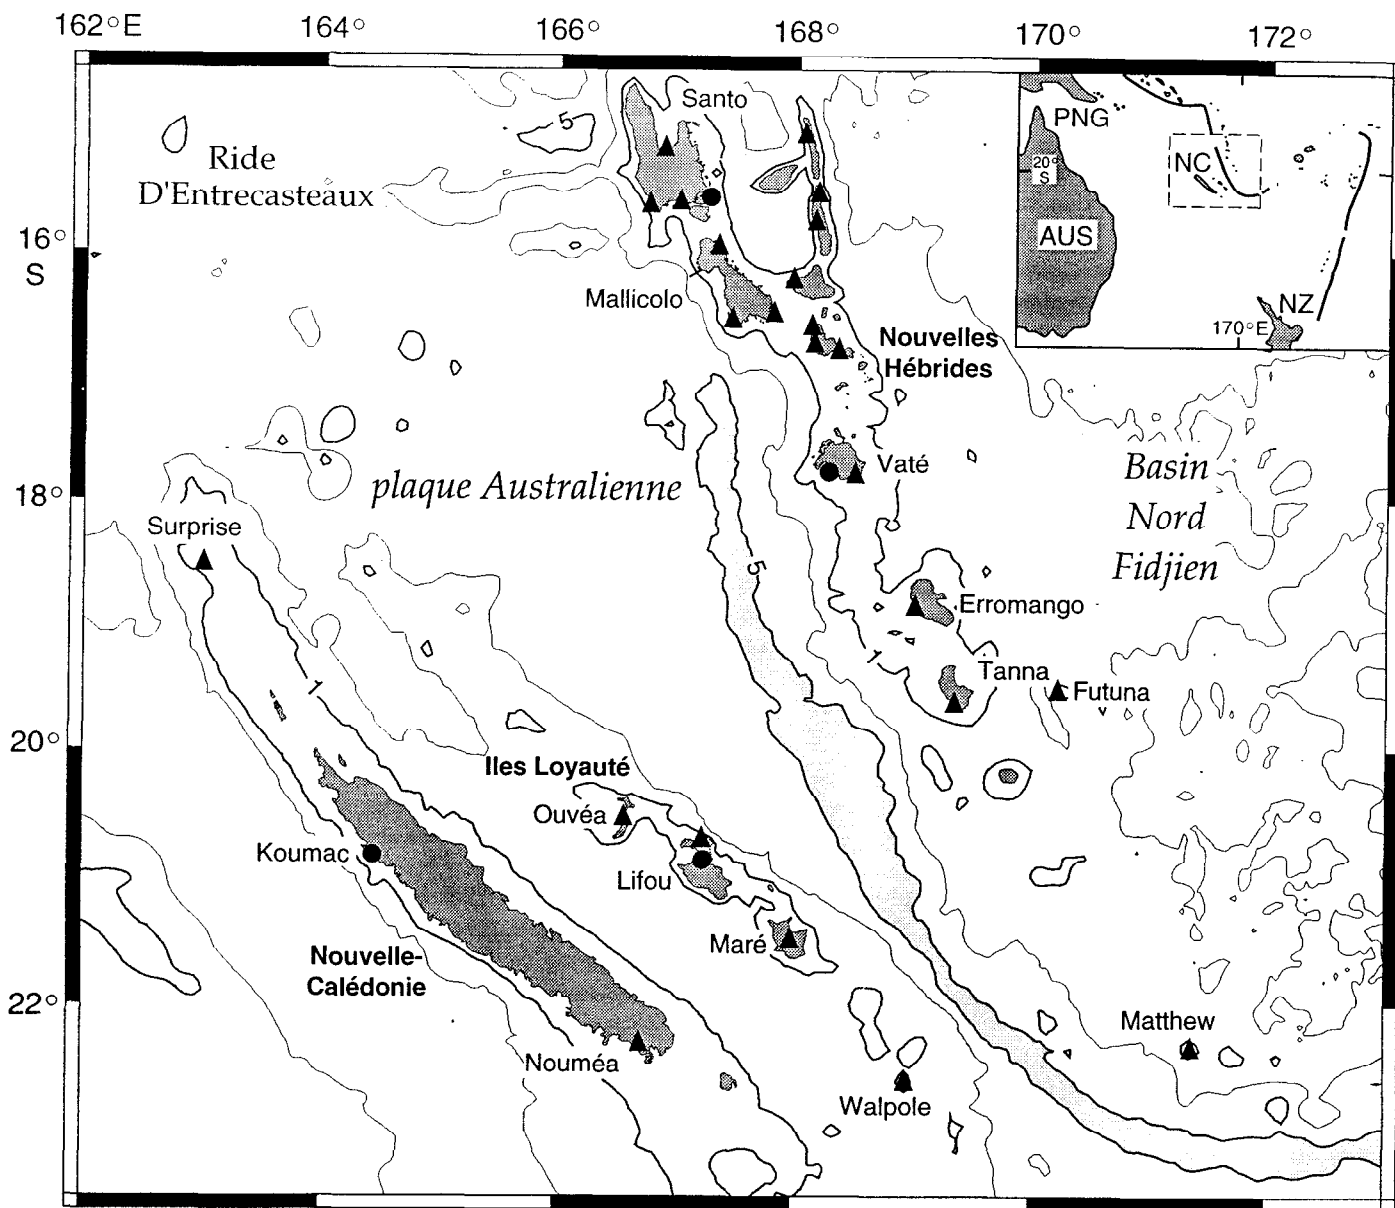 162°E
164°
166°
168°
170°
172°
Santo
5
Ride
D'Entrecasteaux
PNG
NC
20°
S
AUS
NZ
170°E
16°
S
Mallicolo
Nouvelles
Hébrides
Vaté
Basin
Nord
Fidjien
plaque Australienne
18°
Surprise
5
Erromango
1
Tanna
Futuna
1
20°
Iles Loyauté
Ouvéa
Koumac
Lifou
Maré
Nouvelle-
Calédonie
22°
Matthew
Nouméa
Walpole